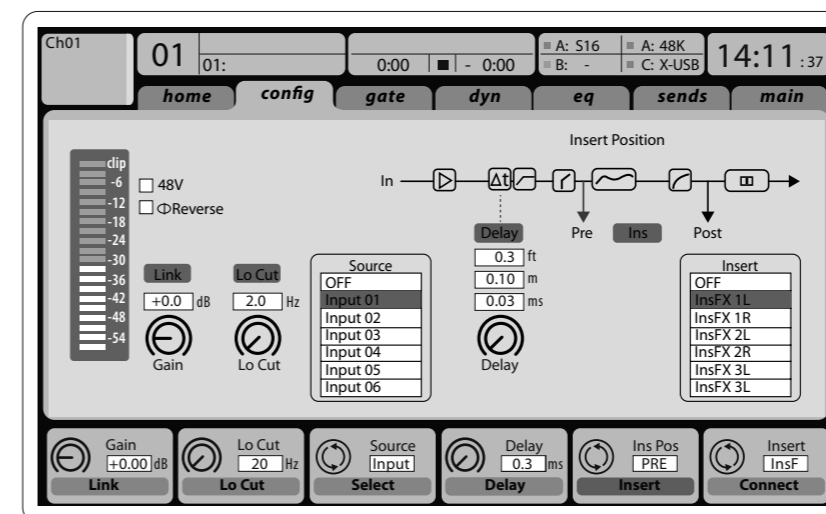 Ch01
01
01:
0:00
- 0:00
A: S16
B: -
A: 48K
C: X-USB
14:11 :37
home
config
gate
dyn
eq
sends
main
Insert Position
clip
-6
-12
-18
-24
-30
-36
-42
-48
-54
48V
ΦReverse
In
Δt
Pre
Ins
Post
Link
+0.0 dB
Gain
Lo Cut
2.0 Hz
Lo Cut
Source
OFF
Input 01
Input 02
Input 03
Input 04
Input 05
Input 06
Delay
0.3 ft
0.10 m
0.03 ms
Delay
Insert
OFF
InsFX 1L
InsFX 1R
InsFX 2L
InsFX 2R
InsFX 3L
InsFX 3L
Gain
+0.00 dB
Link
Lo Cut
20 Hz
Lo Cut
Source
Input
Select
Delay
0.3 ms
Delay
Ins Pos
PRE
Insert
Insert
InsF
Connect